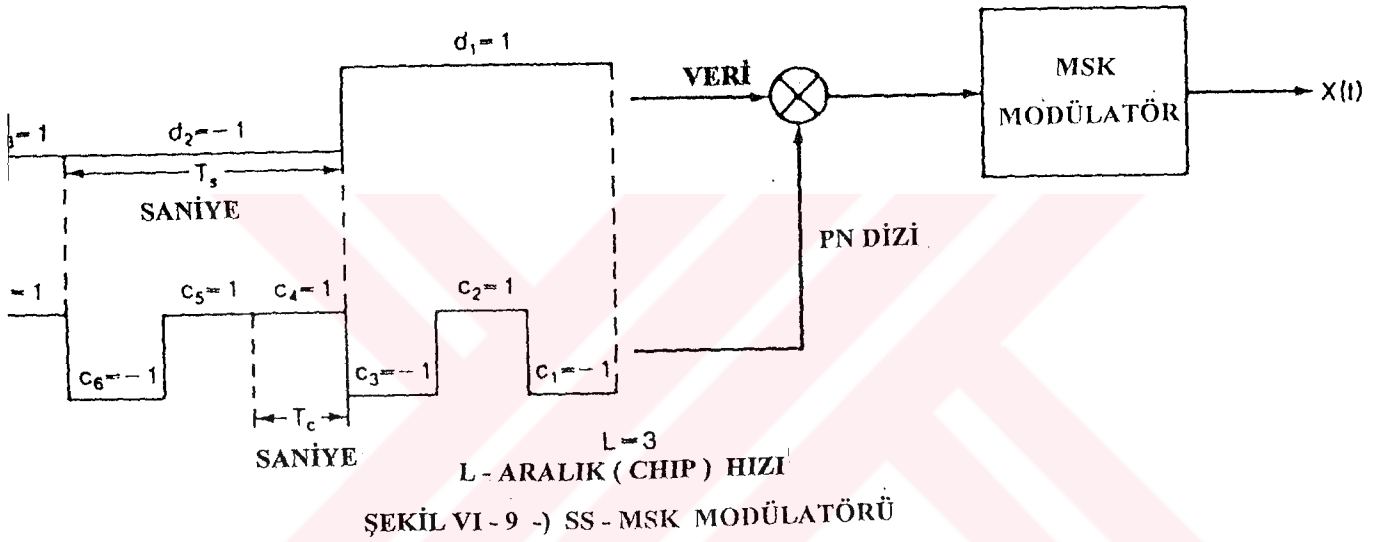 d₁= 1
VERİ
MSK
MODÜLATÖR
X(t)
= 1
d₂=- 1
Tₛ
SANİYE
PN DİZİ
= 1
c₅= 1
c₄= 1
c₂= 1
c₆=- 1
c₃=- 1
c₁=- 1
T꜀
SANİYE
L=3
L - ARALIK ( CHIP ) HIZI
ŞEKİL VI - 9 -) SS - MSK MODÜLATÖRÜ